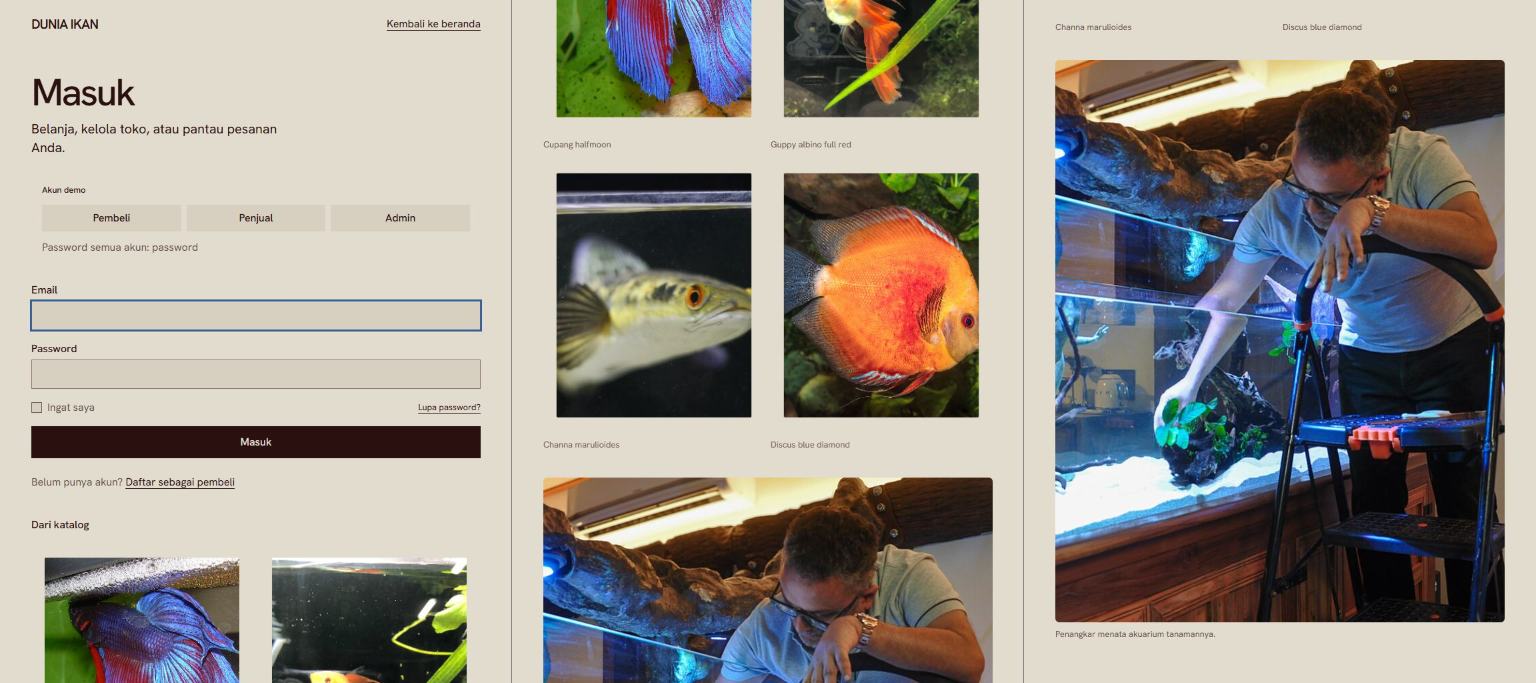 DUNIA IKAN
Kembali ke beranda
Masuk
Belanja, kelola toko, atau pantau pesanan
Anda.
Akun demo
Pembeli
Penjual
Admin
Password semua akun: password
Email
Password
Ingat saya
Lupa password?
Masuk
Belum punya akun? Daftar sebagai pembeli
Dari katalog
Cupang halfmoon
Guppy albino full red
Channa marulioides
Discus blue diamond
Channa marulioides
Discus blue diamond
Penangkar menata akuarium tanamannya.